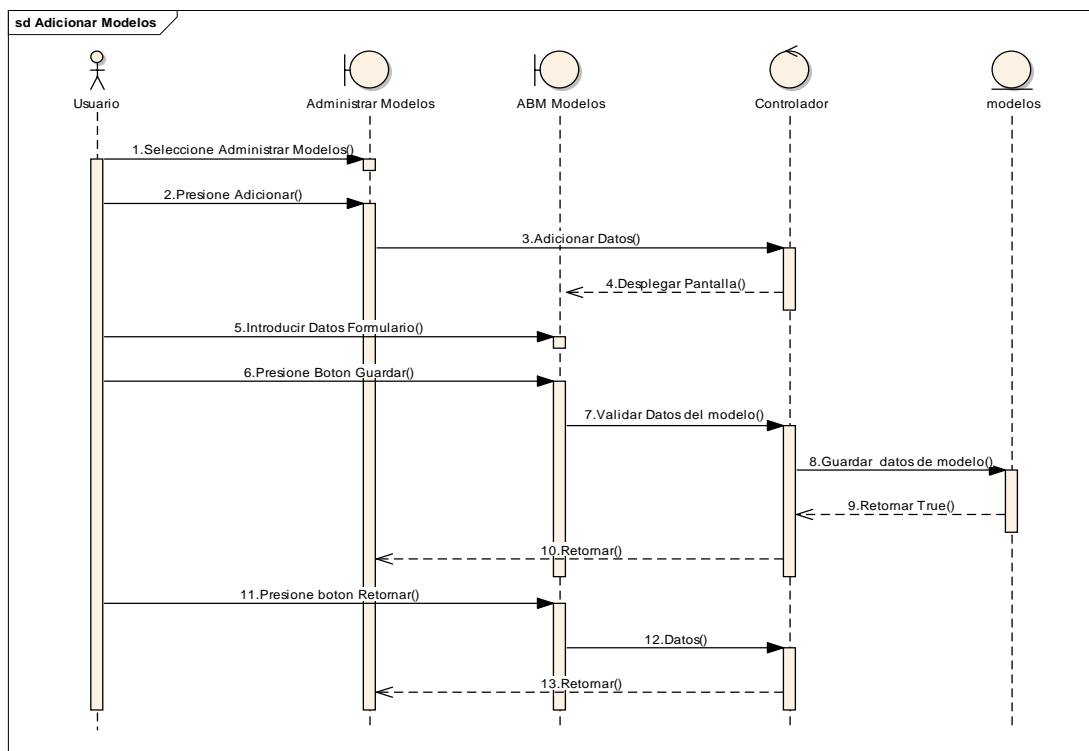 sd Adicionar Modelos
Usuario
Administrar Modelos
ABM Modelos
Controlador
modelos
1.Seleccione Administrar Modelos()
2.Presione Adicionar()
3.Adicionar Datos()
4.Desplegar Pantalla()
5.Introducir Datos Formulario()
6.Presione Boton Guardar()
7.Validar Datos del modelo()
8.Guardar datos de modelo()
9.Retornar True()
10.Retornar()
11.Presione boton Retornar()
12.Datos()
13.Retornar()